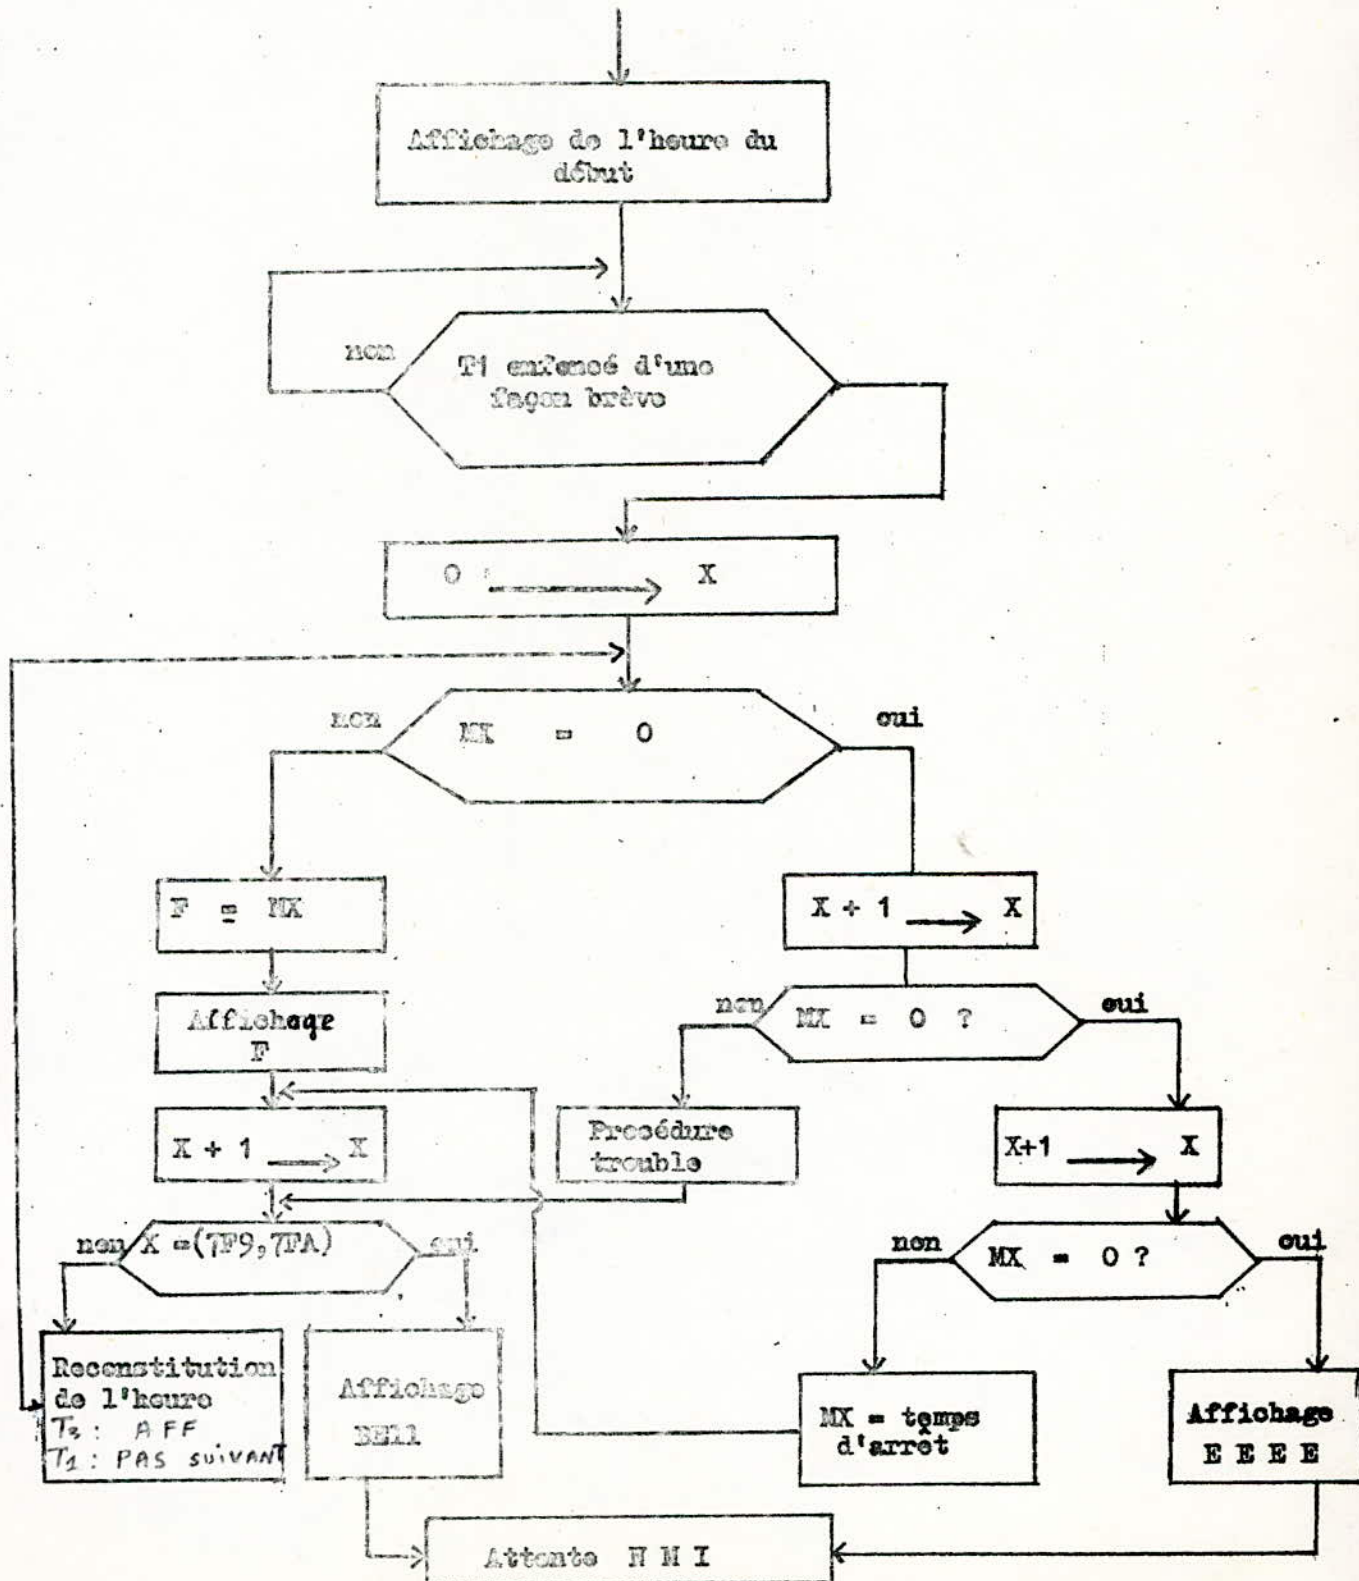 Affichage de l'heure du
début
non
T1 enfoncé d'une
façon brève
0 X
non
MX = 0
oui
F = MX
X + 1 X
Affichage
F
non
MX = 0 ?
oui
X + 1 X
Procédure
trouble
X+1 X
non X =(7F9,7FA) oui
non
MX = 0 ?
oui
Reconstitution
de l'heure
T3 : AFF
T1 : PAS SUIVANT
Affichage
BE11
MX = temps
d'arrêt
Affichage
E E E E
Attente N M I